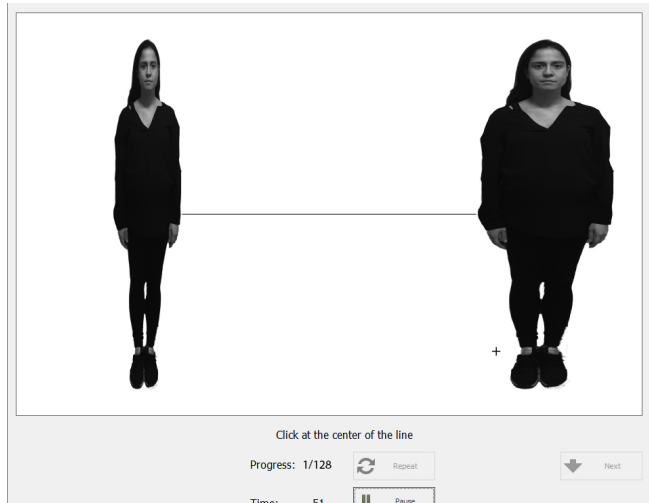 Click at the center of the line
Progress: 1/128 Repeat Next
Time: 51 Pause